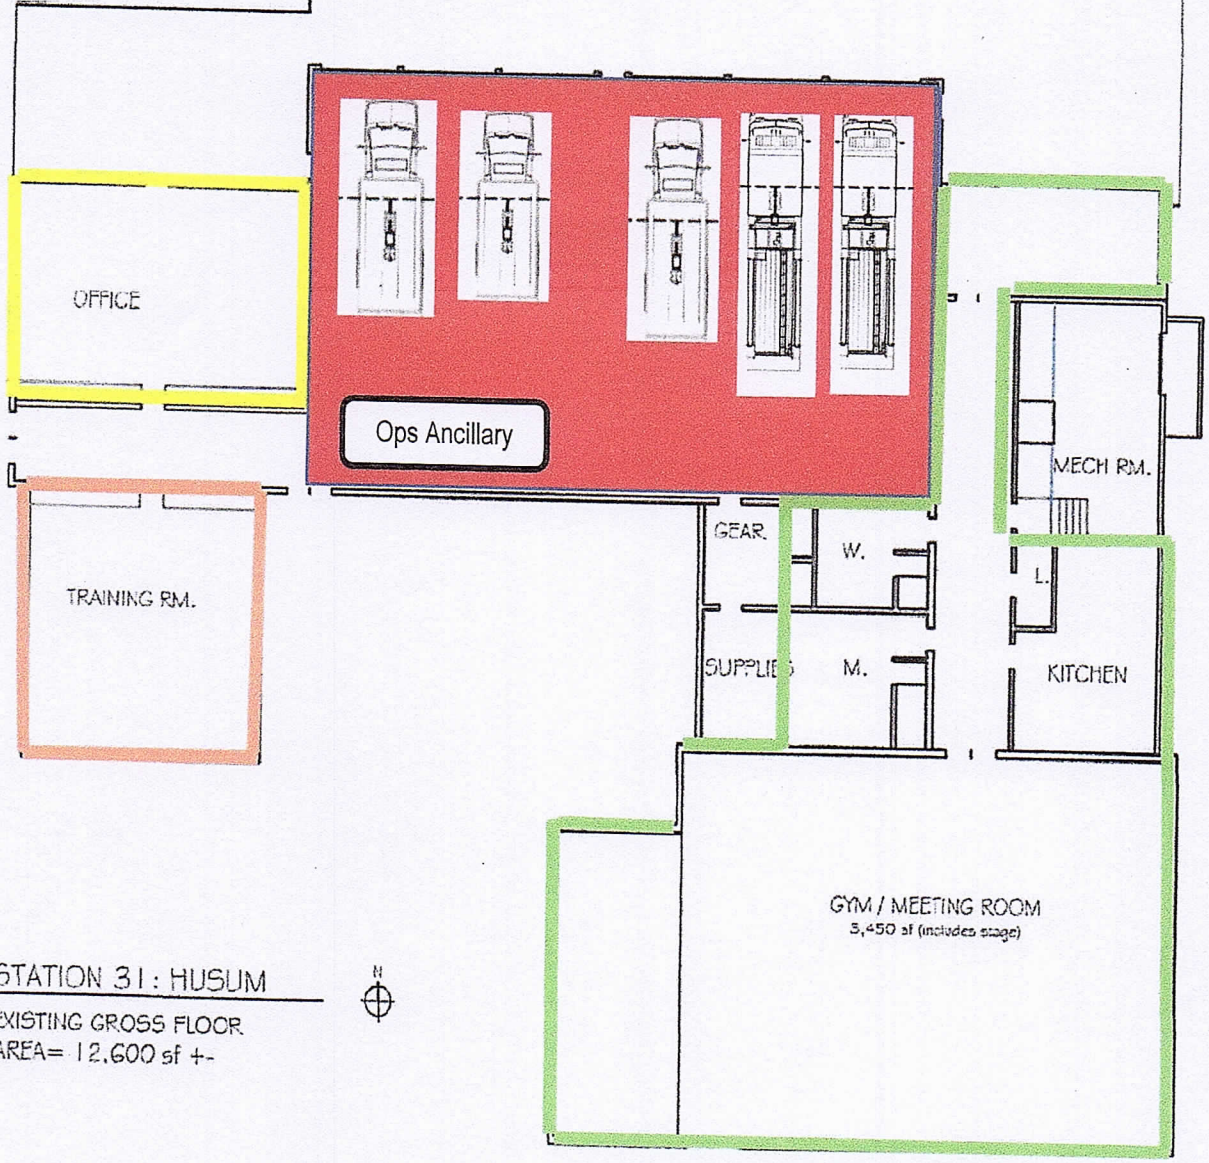 OFFICE
Ops Ancillary
MECH RM.
GEAR
W.
L.
TRAINING RM.
SUPPLIES
M.
KITCHEN
GYM / MEETING ROOM
3,450 sf (includes stage)
STATION 31: HUSUM
N
EXISTING GROSS FLOOR
AREA= 12,600 sf +-